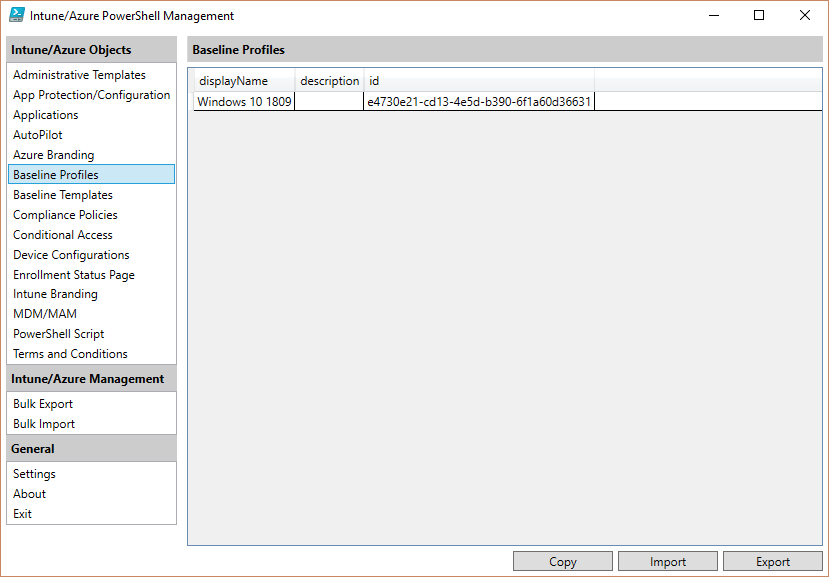 Intune/Azure PowerShell Management
Intune/Azure Objects
Administrative Templates
App Protection/Configuration
Applications
AutoPilot
Azure Branding
Baseline Profiles
Baseline Templates
Compliance Policies
Conditional Access
Device Configurations
Enrollment Status Page
Intune Branding
MDM/MAM
PowerShell Script
Terms and Conditions
Intune/Azure Management
Bulk Export
Bulk Import
General
Settings
About
Exit
Baseline Profiles
displayName description id
Windows 10 1809 e4730e21-cd13-4e5d-b390-6f1a60d36631
Copy Import Export